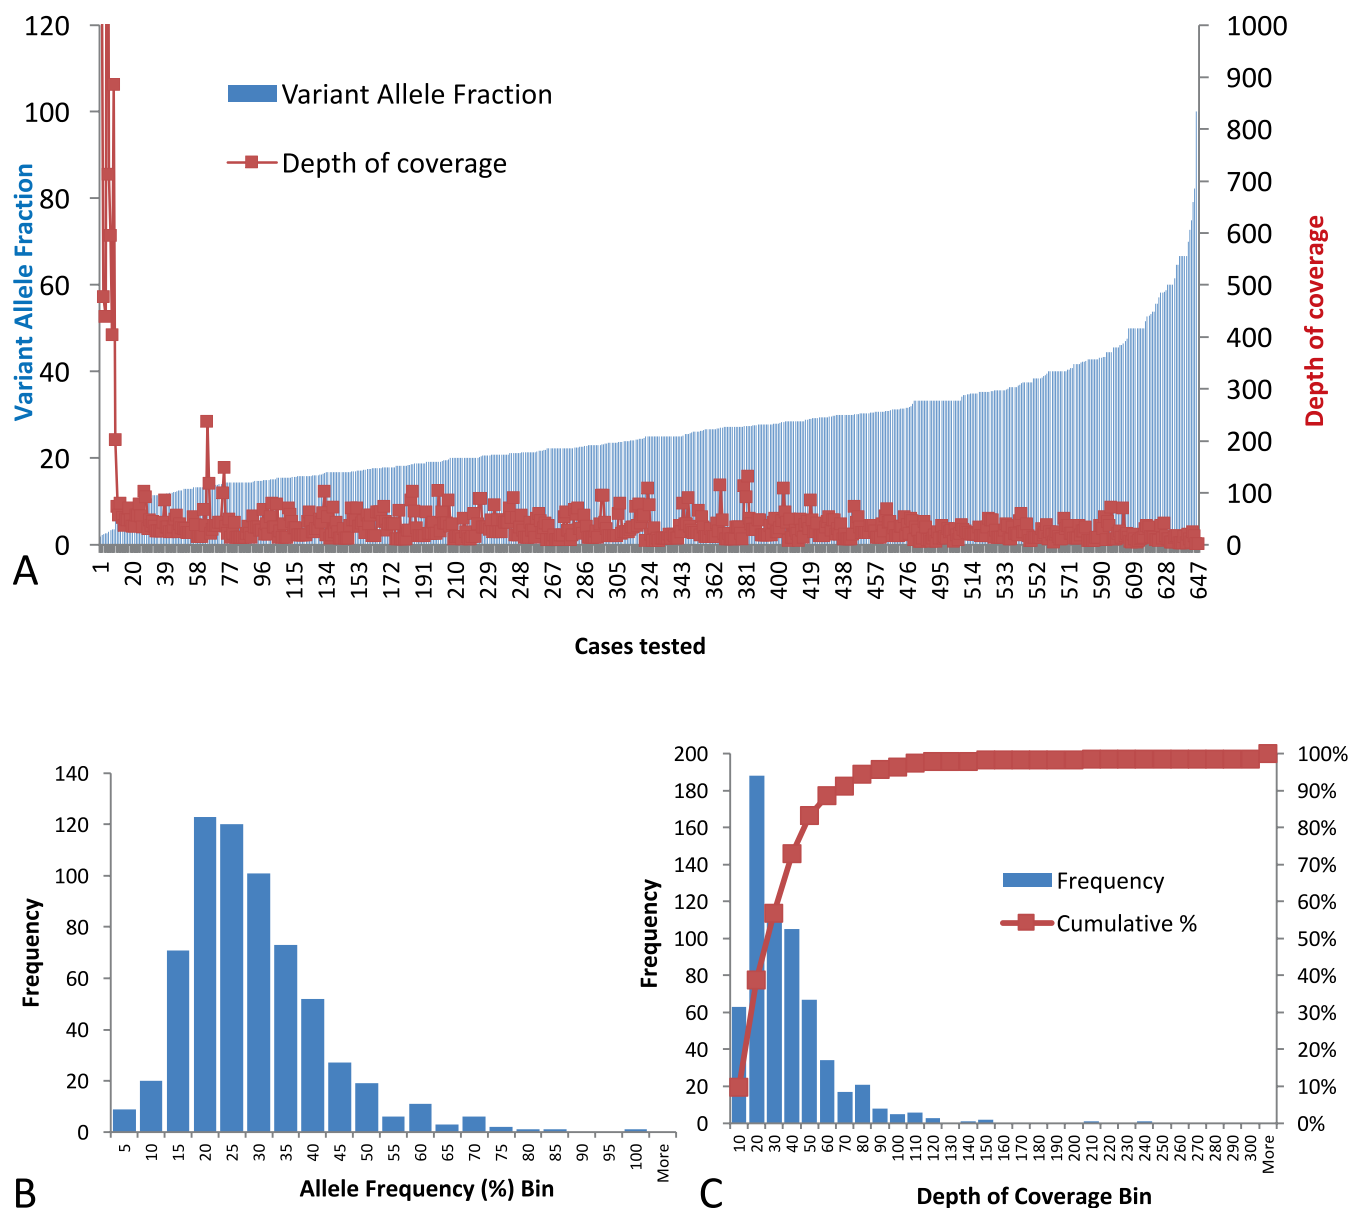 120
100
80
60
40
20
0
Variant Allele Fraction
Variant Allele Fraction
Depth of coverage
1000
900
800
700
600
500
400
300
200
100
0
Depth of coverage
1 20 39 58 77 96 115 134 153 172 191 210 229 248 267 286 305 324 343 362 381 400 419 438 457 476 495 514 533 552 571 590 609 628 647
Cases tested
A
140
120
100
80
60
40
20
0
Frequency
5 10 15 20 25 30 35 40 45 50 55 60 65 70 75 80 85 90 95 100 More
Allele Frequency (%) Bin
B
200
180
160
140
120
100
80
60
40
20
0
Frequency
Frequency
Cumulative %
100%
90%
80%
70%
60%
50%
40%
30%
20%
10%
0%
10 20 30 40 50 60 70 80 90 100 110 120 130 140 150 160 170 180 190 200 210 220 230 240 250 260 270 280 290 300 More
Depth of Coverage Bin
C